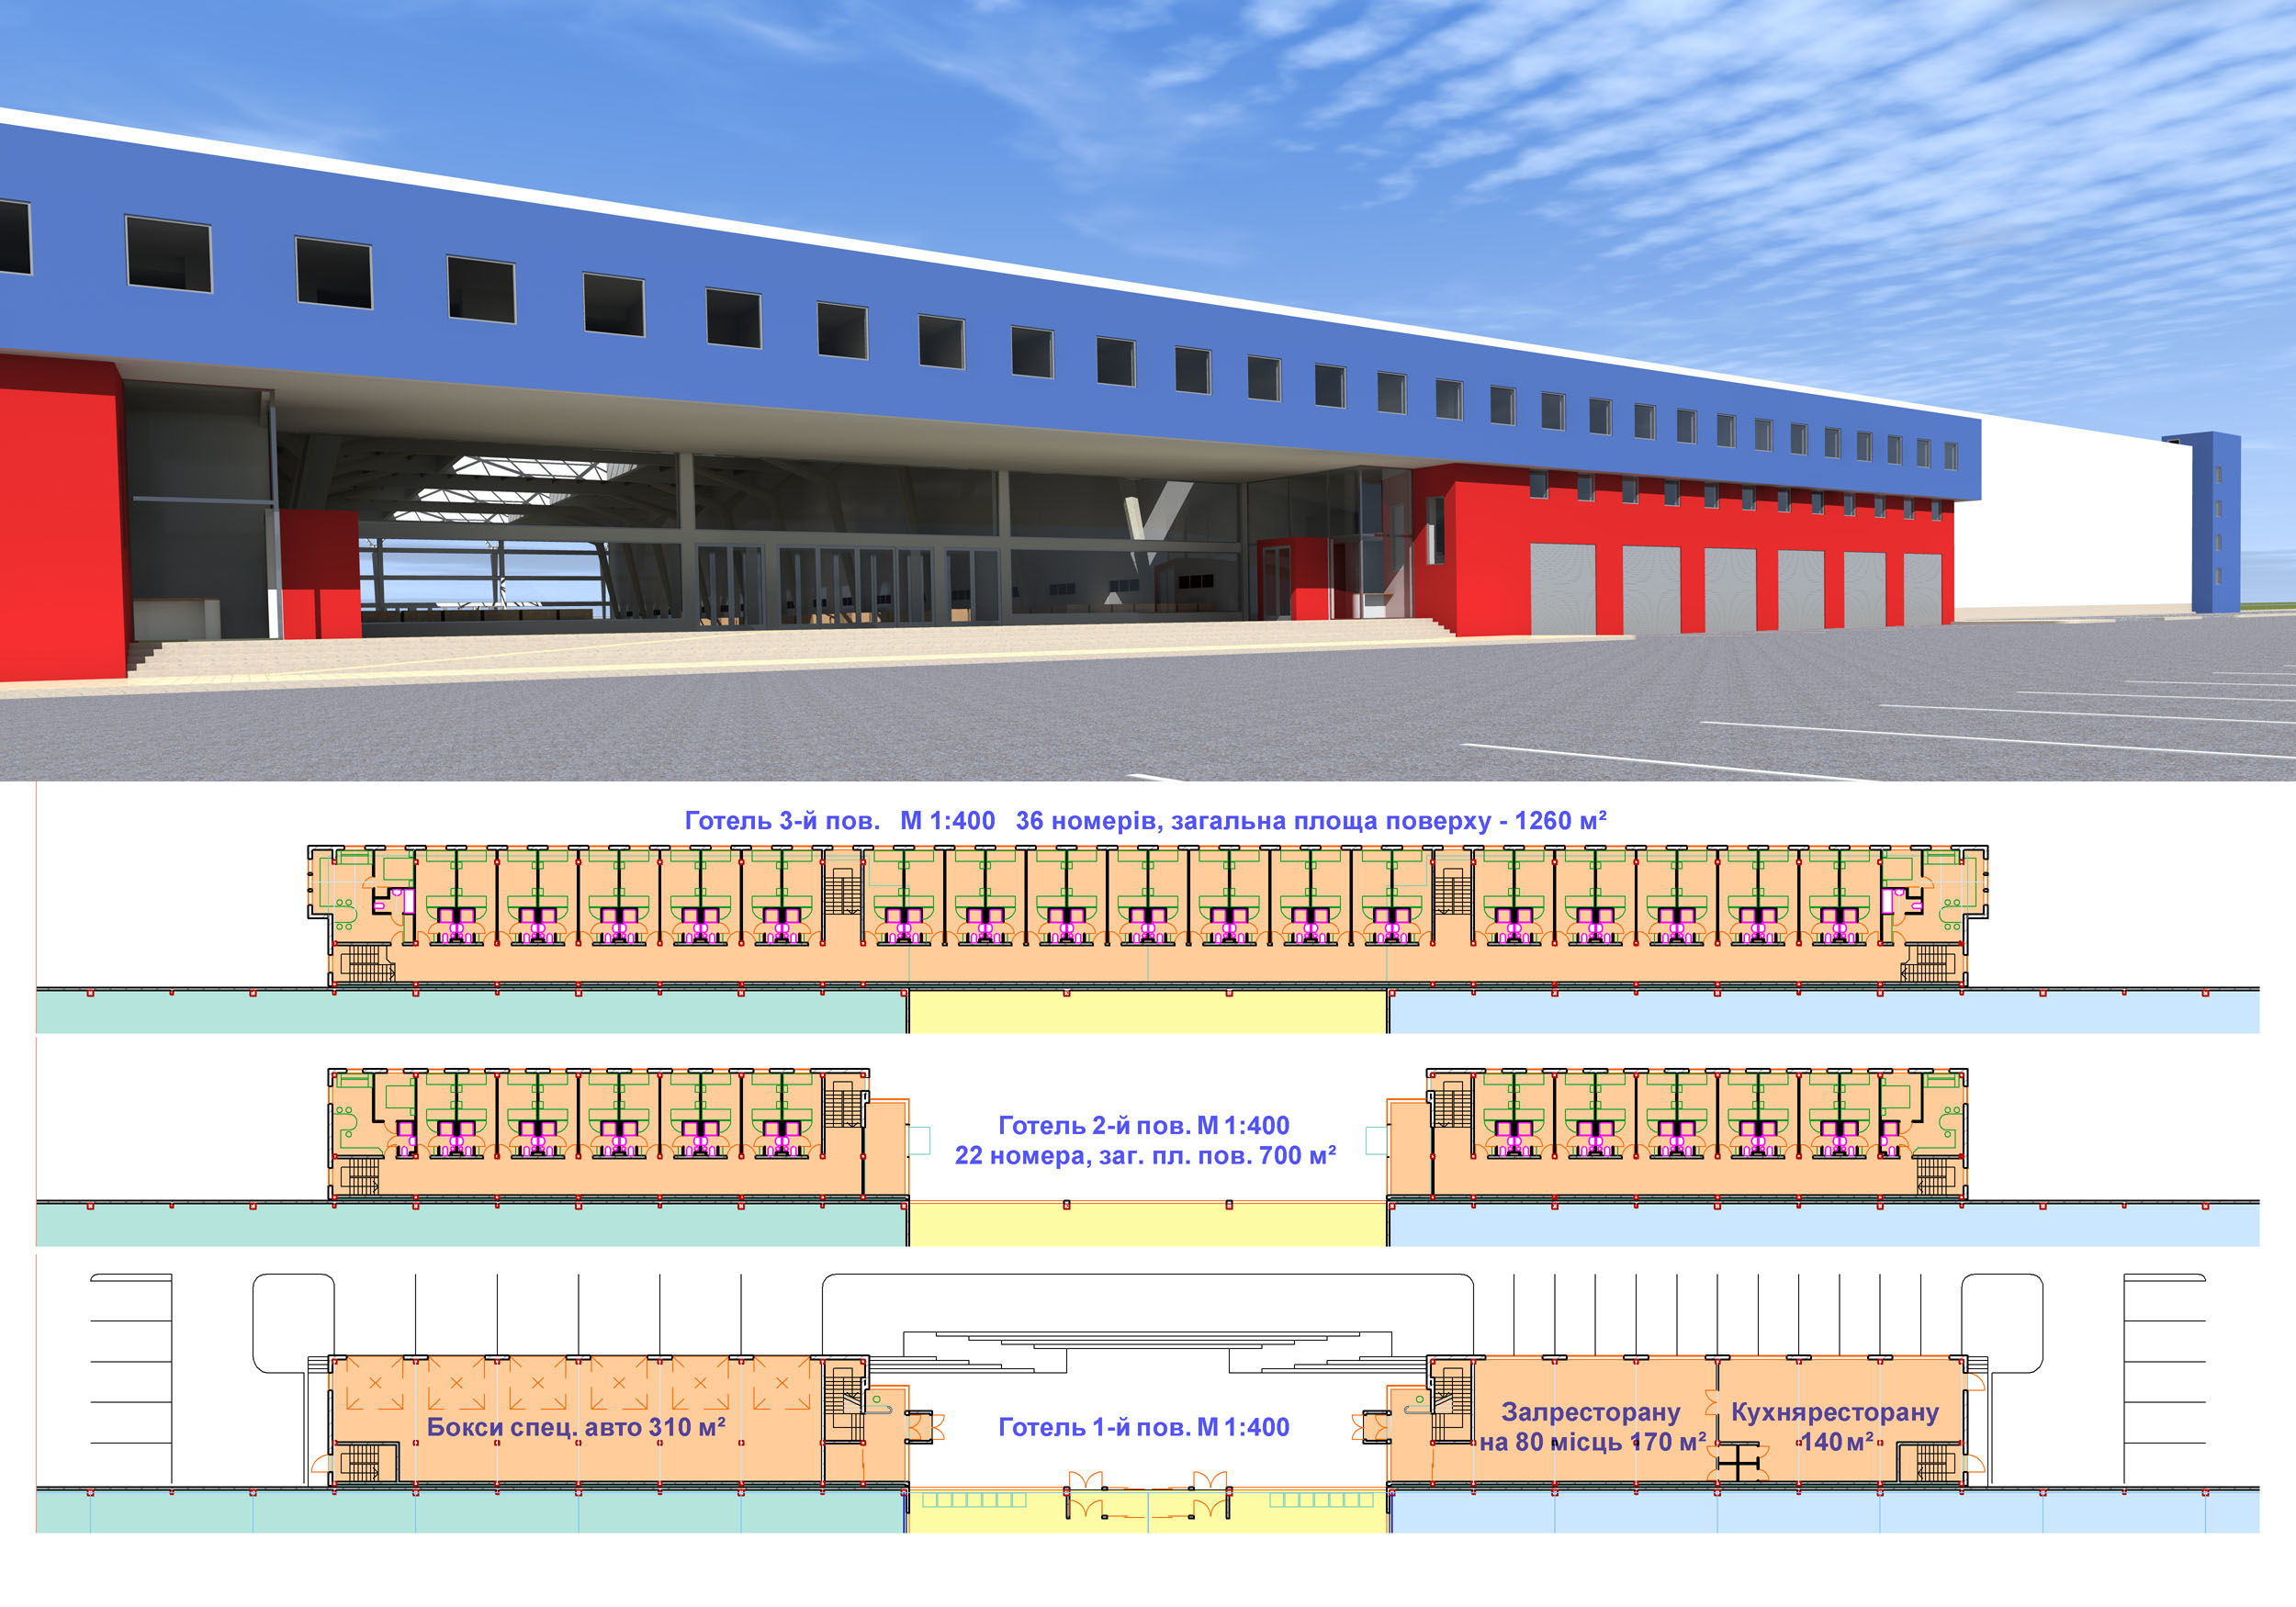 Готель 3-й пов. М 1:400 36 номерів, загальна площа поверху - 1260 м²
Готель 2-й пов. М 1:400
22 номера, заг. пл. пов. 700 м²
Бокси спец. авто 310 м²
Готель 1-й пов. М 1:400
Запресторану
на 80 місць 170 м²
Кухняресторану
140 м²